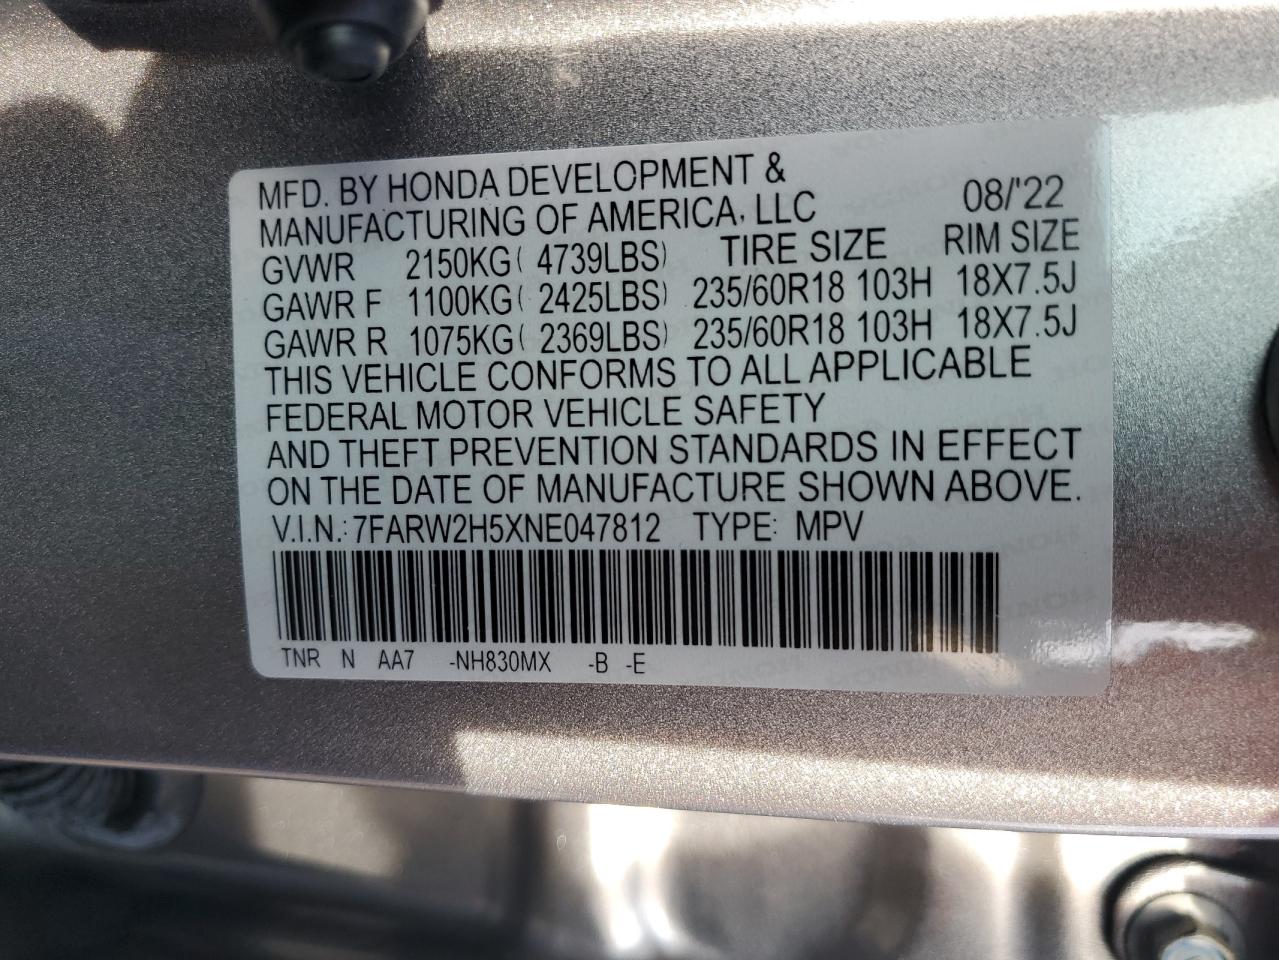 MFD. BY HONDA DEVELOPMENT &
MANUFACTURING OF AMERICA, LLC 08/'22
GVWR 2150KG( 4739LBS) TIRE SIZE RIM SIZE
GAWR F 1100KG( 2425LBS) 235/60R18 103H 18X7.5J
GAWR R 1075KG( 2369LBS) 235/60R18 103H 18X7.5J
THIS VEHICLE CONFORMS TO ALL APPLICABLE
FEDERAL MOTOR VEHICLE SAFETY
AND THEFT PREVENTION STANDARDS IN EFFECT
ON THE DATE OF MANUFACTURE SHOWN ABOVE.
V.I.N.: 7FARW2H5XNE047812 TYPE: MPV
TNR N AA7 -NH830MX -B -E